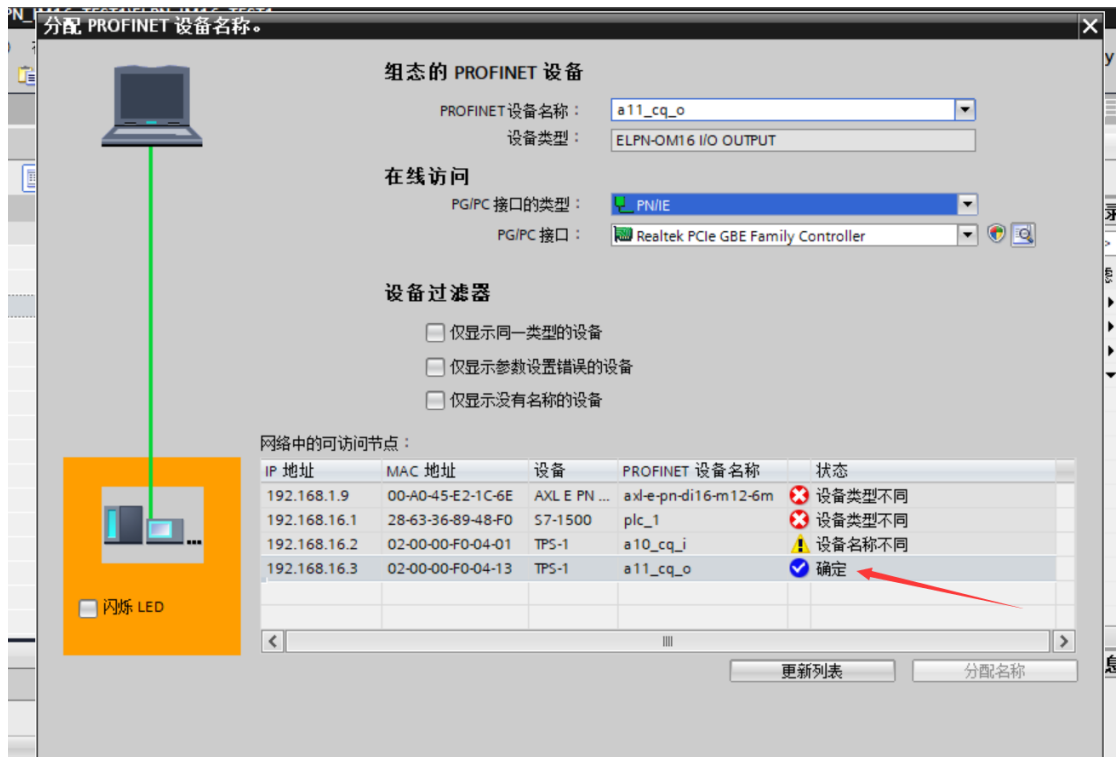 分配 PROFINET 设备名称。
组态的 PROFINET 设备
PROFINET设备名称： a11_cq_o
设备类型： ELPN-OM16 I/O OUTPUT
在线访问
PG/PC 接口的类型： PN/IE
PG/PC 接口： Realtek PCIe GBE Family Controller
设备过滤器
仅显示同一类型的设备
仅显示参数设置错误的设备
仅显示没有名称的设备
网络中的可访问节点：
IP 地址 MAC 地址 设备 PROFINET 设备名称 状态
192.168.1.9 00-A0-45-E2-1C-6E AXL E PN ... axl-e-pn-di16-m12-6m 设备类型不同
192.168.16.1 28-63-36-89-48-F0 S7-1500 plc_1 设备类型不同
192.168.16.2 02-00-00-F0-04-01 TPS-1 a10_cq_i 设备名称不同
192.168.16.3 02-00-00-F0-04-13 TPS-1 a11_cq_o 确定
闪烁 LED
更新列表 分配名称